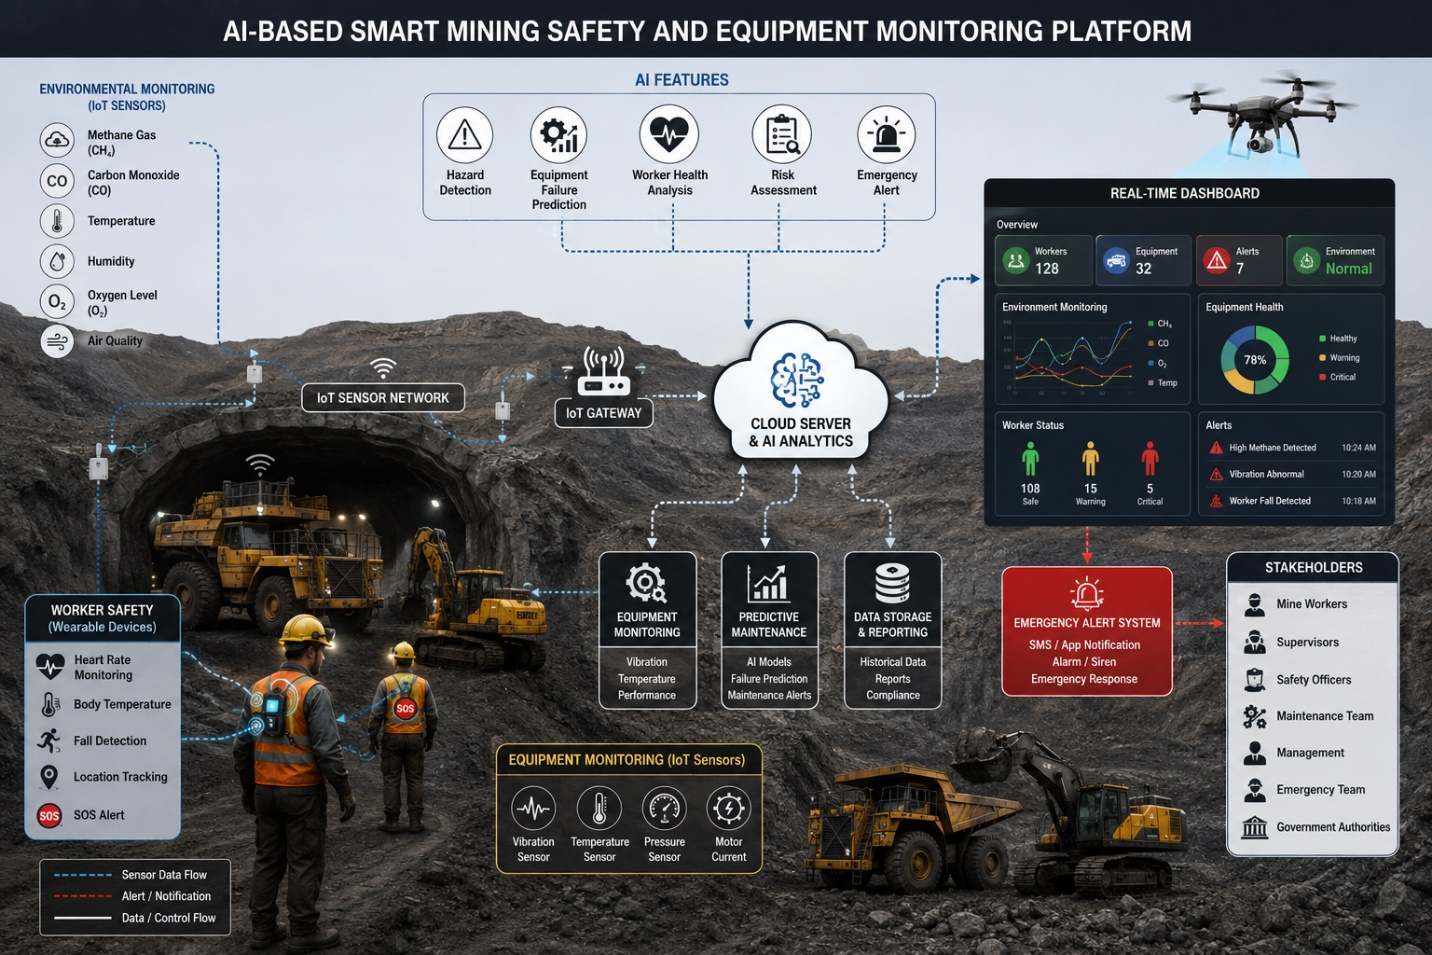 AI-BASED SMART MINING SAFETY AND EQUIPMENT MONITORING PLATFORM
ENVIRONMENTAL MONITORING
(IoT SENSORS)
Methane Gas
(CH₄)
CO
Carbon Monoxide
(CO)
Temperature
Humidity
O₂
Oxygen Level
(O₂)
Air Quality
AI FEATURES
Hazard
Detection
Equipment
Failure
Prediction
Worker Health
Analysis
Risk
Assessment
Emergency
Alert
REAL-TIME DASHBOARD
Overview
Workers
128
Equipment
32
Alerts
7
Environment
Normal
Environment Monitoring
CH₄
CO
O₂
Temp
Equipment Health
78%
Healthy
Warning
Critical
Worker Status
108
Safe
15
Warning
5
Critical
Alerts
High Methane Detected 10:24 AM
Vibration Abnormal 10:20 AM
Worker Fall Detected 10:18 AM
IoT SENSOR NETWORK
IoT GATEWAY
AI
CLOUD SERVER
& AI ANALYTICS
WORKER SAFETY
(Wearable Devices)
Heart Rate
Monitoring
Body Temperature
Fall Detection
Location Tracking
SOS
SOS Alert
SOS
EQUIPMENT
MONITORING
Vibration
Temperature
Performance
PREDICTIVE
MAINTENANCE
AI Models
Failure Prediction
Maintenance Alerts
DATA STORAGE
& REPORTING
Historical Data
Reports
Compliance
EMERGENCY ALERT SYSTEM
SMS / App Notification
Alarm / Siren
Emergency Response
STAKEHOLDERS
Mine Workers
Supervisors
Safety Officers
Maintenance Team
Management
Emergency Team
Government Authorities
EQUIPMENT MONITORING (IoT Sensors)
Vibration
Sensor
Temperature
Sensor
Pressure
Sensor
Motor
Current
Sensor Data Flow
Alert / Notification
Data / Control Flow